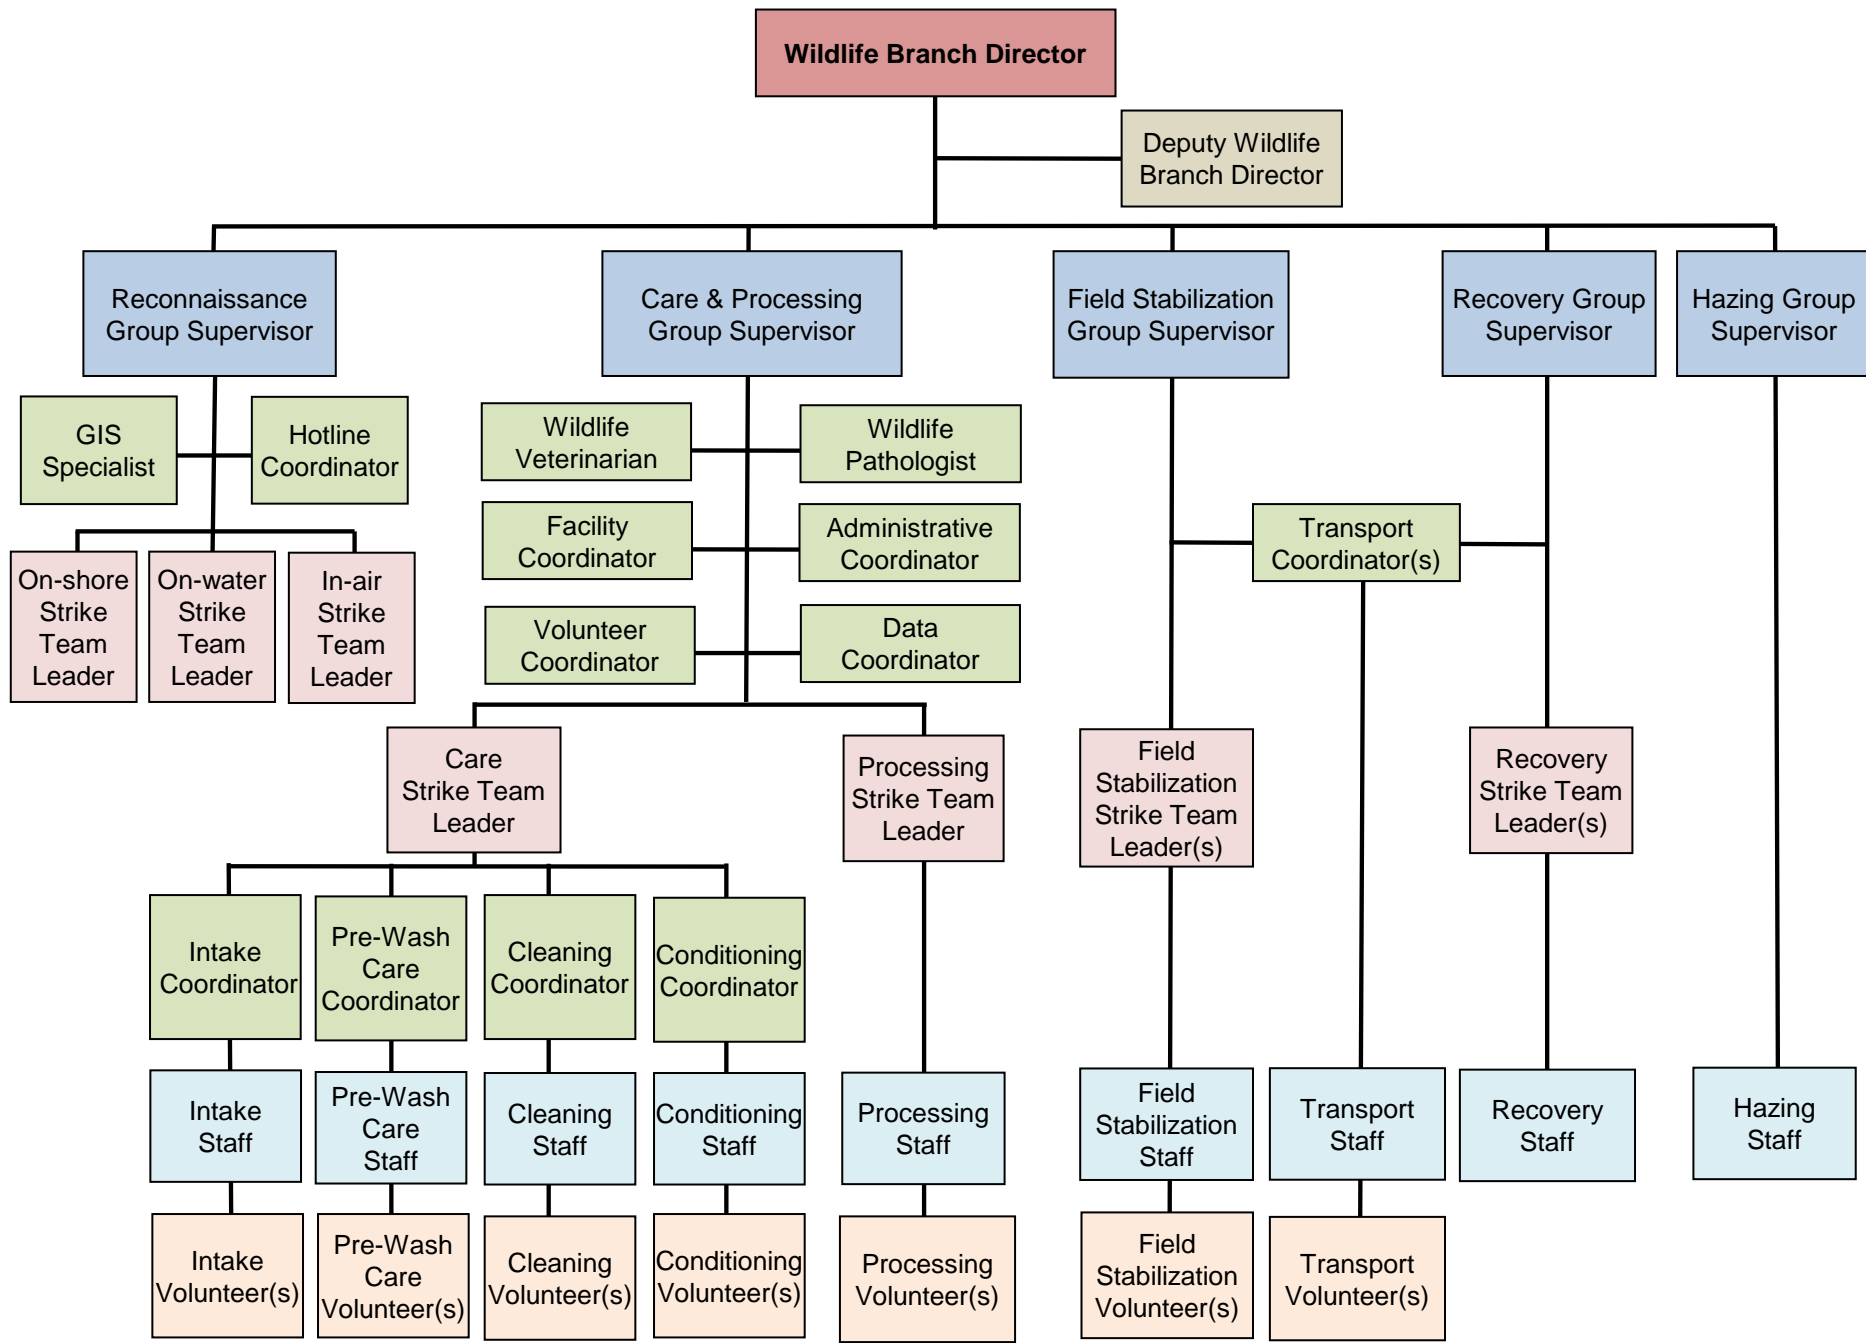 Wildlife Branch Director
Deputy Wildlife
Branch Director
Reconnaissance
Group Supervisor
Care & Processing
Group Supervisor
Field Stabilization
Group Supervisor
Recovery Group
Supervisor
Hazing Group
Supervisor
GIS
Specialist
Hotline
Coordinator
Wildlife
Veterinarian
Wildlife
Pathologist
Facility
Coordinator
Administrative
Coordinator
Transport
Coordinator(s)
On-shore
Strike
Team
Leader
On-water
Strike
Team
Leader
In-air
Strike
Team
Leader
Volunteer
Coordinator
Data
Coordinator
Care
Strike Team
Leader
Processing
Strike Team
Leader
Field
Stabilization
Strike Team
Leader(s)
Recovery
Strike Team
Leader(s)
Intake
Coordinator
Pre-Wash
Care
Coordinator
Cleaning
Coordinator
Conditioning
Coordinator
Intake
Staff
Pre-Wash
Care
Staff
Cleaning
Staff
Conditioning
Staff
Processing
Staff
Field
Stabilization
Staff
Transport
Staff
Recovery
Staff
Hazing
Staff
Intake
Volunteer(s)
Pre-Wash
Care
Volunteer(s)
Cleaning
Volunteer(s)
Conditioning
Volunteer(s)
Processing
Volunteer(s)
Field
Stabilization
Volunteer(s)
Transport
Volunteer(s)